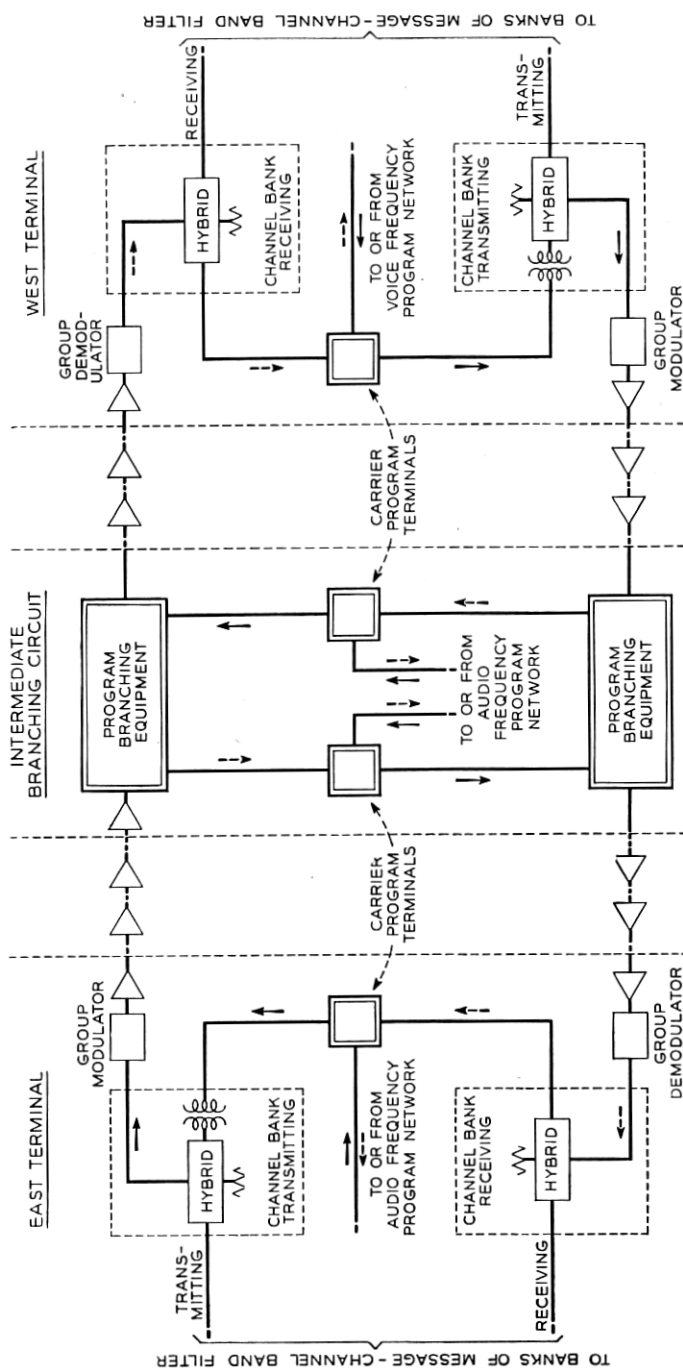 EAST TERMINAL
INTERMEDIATE
BRANCHING CIRCUIT
WEST TERMINAL
TO BANKS OF MESSAGE-CHANNEL BAND FILTER
TRANS-
MITTING
HYBRID
CHANNEL BANK
TRANSMITTING
GROUP
MODULATOR
PROGRAM
BRANCHING
EQUIPMENT
GROUP
DEMOD-
ULATOR
HYBRID
CHANNEL BANK
RECEIVING
RECEIVING
TO BANKS OF MESSAGE-CHANNEL BAND FILTER
TO OR FROM
AUDIO FREQUENCY
PROGRAM NETWORK
CARRIER
PROGRAM
TERMINALS
TO OR FROM
AUDIO
FREQUENCY
PROGRAM
NETWORK
CARRIER
PROGRAM
TERMINALS
TO OR FROM
VOICE FREQUENCY
PROGRAM NETWORK
RECEIVING
CHANNEL BANK
RECEIVING
HYBRID
GROUP
DEMODULATOR
PROGRAM
BRANCHING
EQUIPMENT
GROUP
MODULATOR
CHANNEL BANK
TRANSMITTING
HYBRID
TRANS-
MITTING